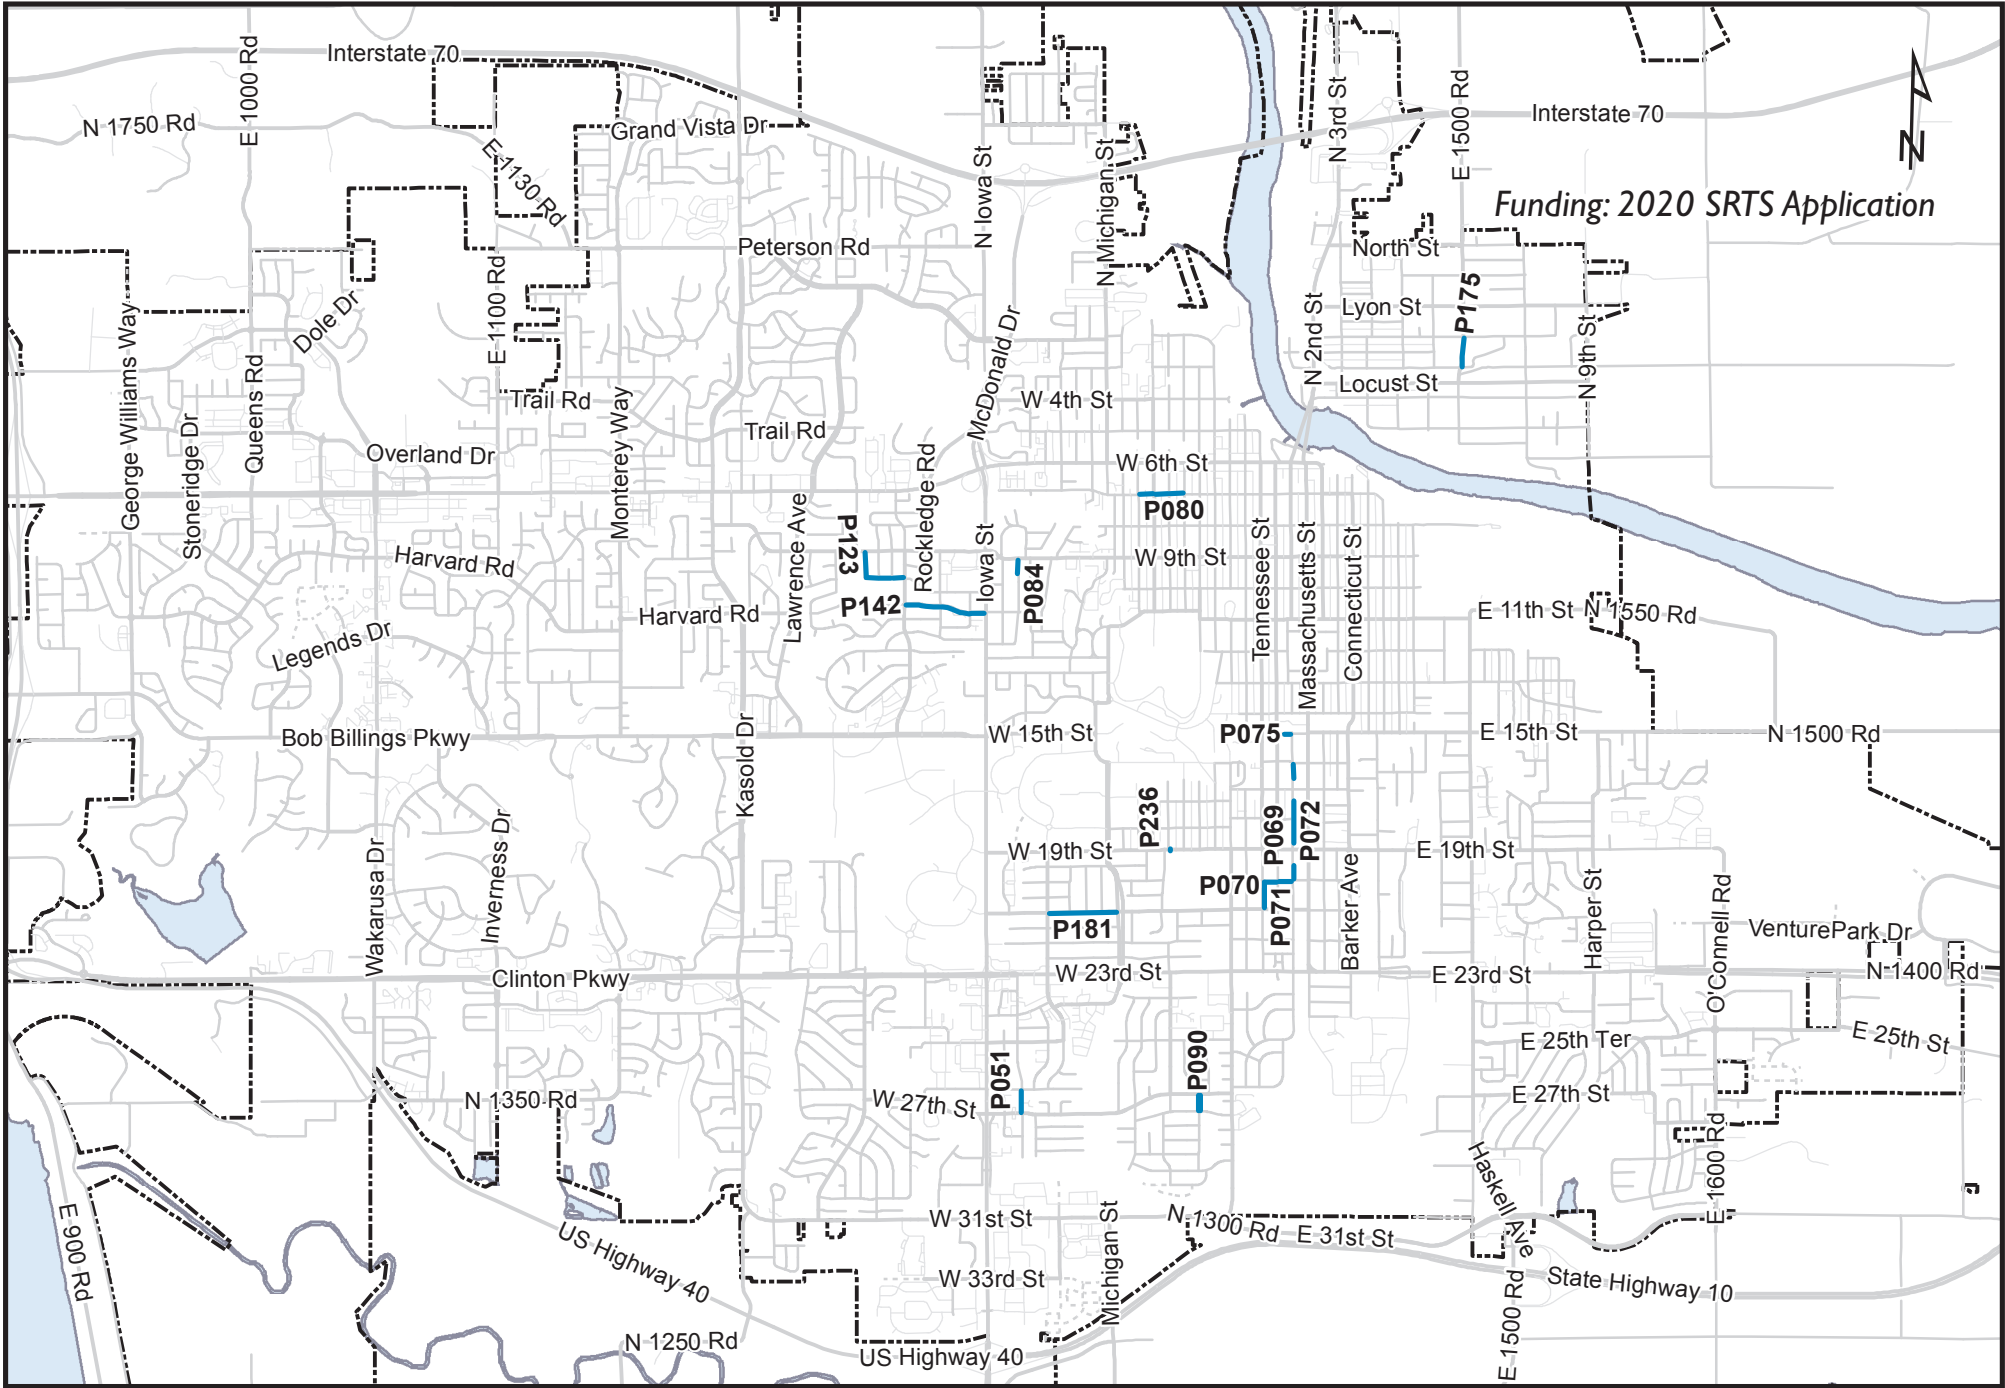 Interstate 70
E 1000 Rd
N 1750 Rd
E 1130 Rd
Grand Vista Dr
N Iowa St
N Michigan St
N 3rd St
E 1500 Rd
Interstate 70
N
Funding: 2020 SRTS Application
Peterson Rd
North St
Lyon St
P175
George Williams Way
Dole Dr
E 1100 Rd
McDonald Dr
N 2nd St
Locust St
N 9th St
Stoneridge Dr
Queens Rd
Trail Rd
Monterey Way
Trail Rd
W 4th St
Overland Dr
Rockledge Rd
W 6th St
P080
Lawrence Ave
P123
Iowa St
P084
W 9th St
Tennessee St
Massachusetts St
Connecticut St
Harvard Rd
P142
Harvard Rd
E 11th St
N 1550 Rd
Legends Dr
Bob Billings Pkwy
Kasold Dr
W 15th St
P075
E 15th St
N 1500 Rd
Wakarusa Dr
Inverness Dr
P236
P069
P072
W 19th St
E 19th St
P070
P071
Barker Ave
Harper St
O'Connell Rd
P181
VenturePark Dr
Clinton Pkwy
W 23rd St
E 23rd St
N 1400 Rd
E 25th Ter
E 25th St
P051
P090
N 1350 Rd
W 27th St
E 27th St
E 900 Rd
Haskell Ave
E 1600 Rd
US Highway 40
W 31st St
Michigan St
N 1300 Rd
E 31st St
W 33rd St
State Highway 10
E 1500 Rd
N 1250 Rd
US Highway 40